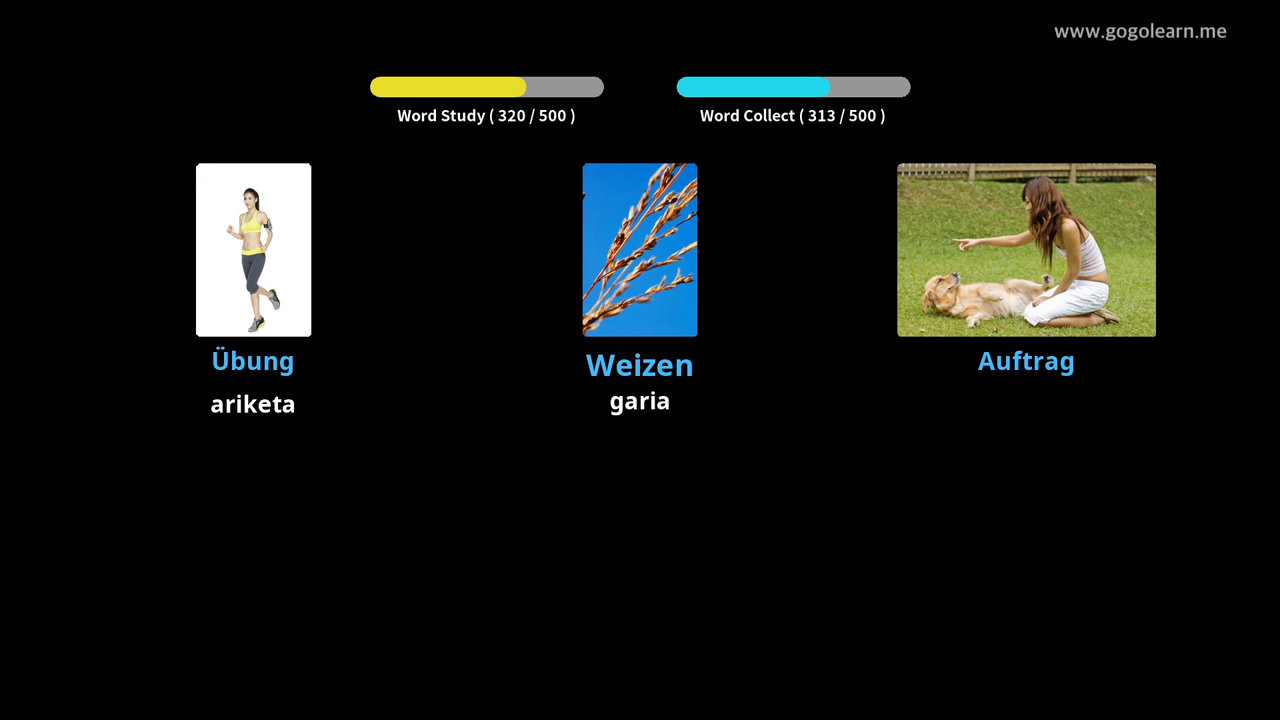 www.gogolearn.me
Word Study ( 320 / 500 )
Word Collect ( 313 / 500 )
Übung
ariketa
Weizen
garia
Auftrag